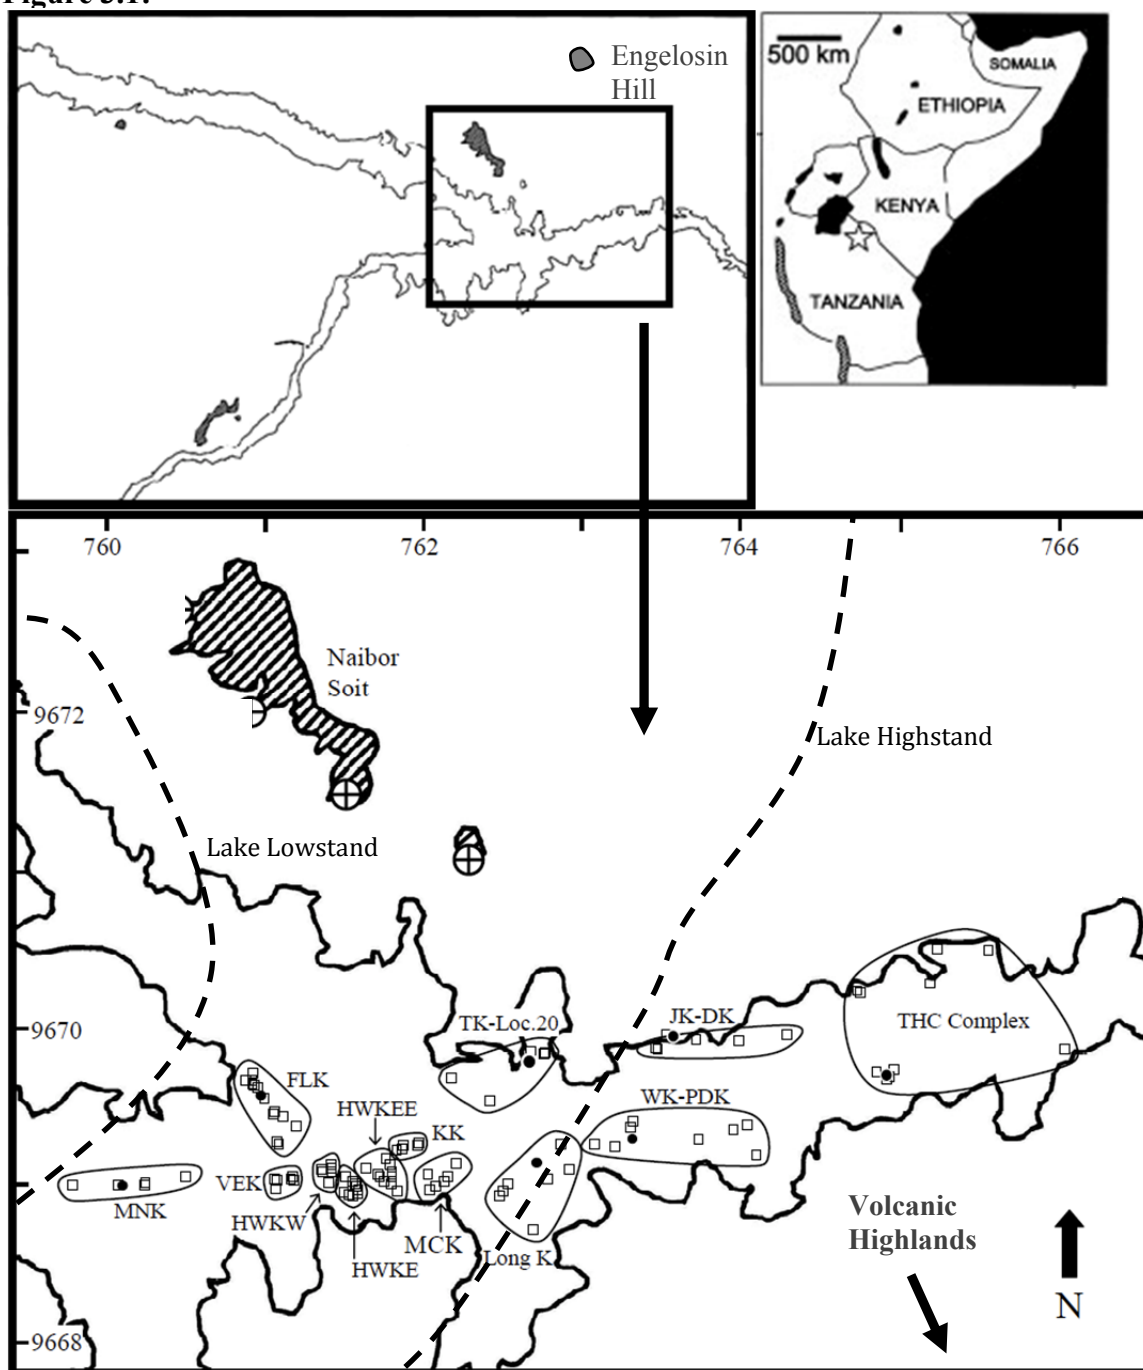 Figure 3.1.
Engelosin
Hill
500 km
SOMALIA
ETHIOPIA
KENYA
TANZANIA
760
762
764
766
Naibor
Soit
9672
Lake Highstand
Lake Lowstand
9670
TK-Loc.20
JK-DK
THC Complex
FLK
HWKEE
KK
WK-PDK
VEK
MNK
HWKW
HWKE
MCK
Long K
Volcanic
Highlands
N
9668